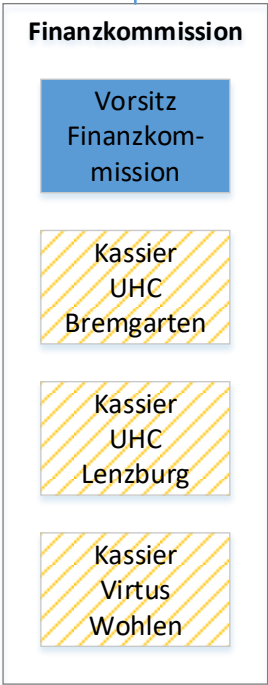 Finanzkommission
Vorsitz
Finanzkom-
mission
Kassier
UHC
Bremgarten
Kassier
UHC
Lenzburg
Kassier
Virtus
Wohlen